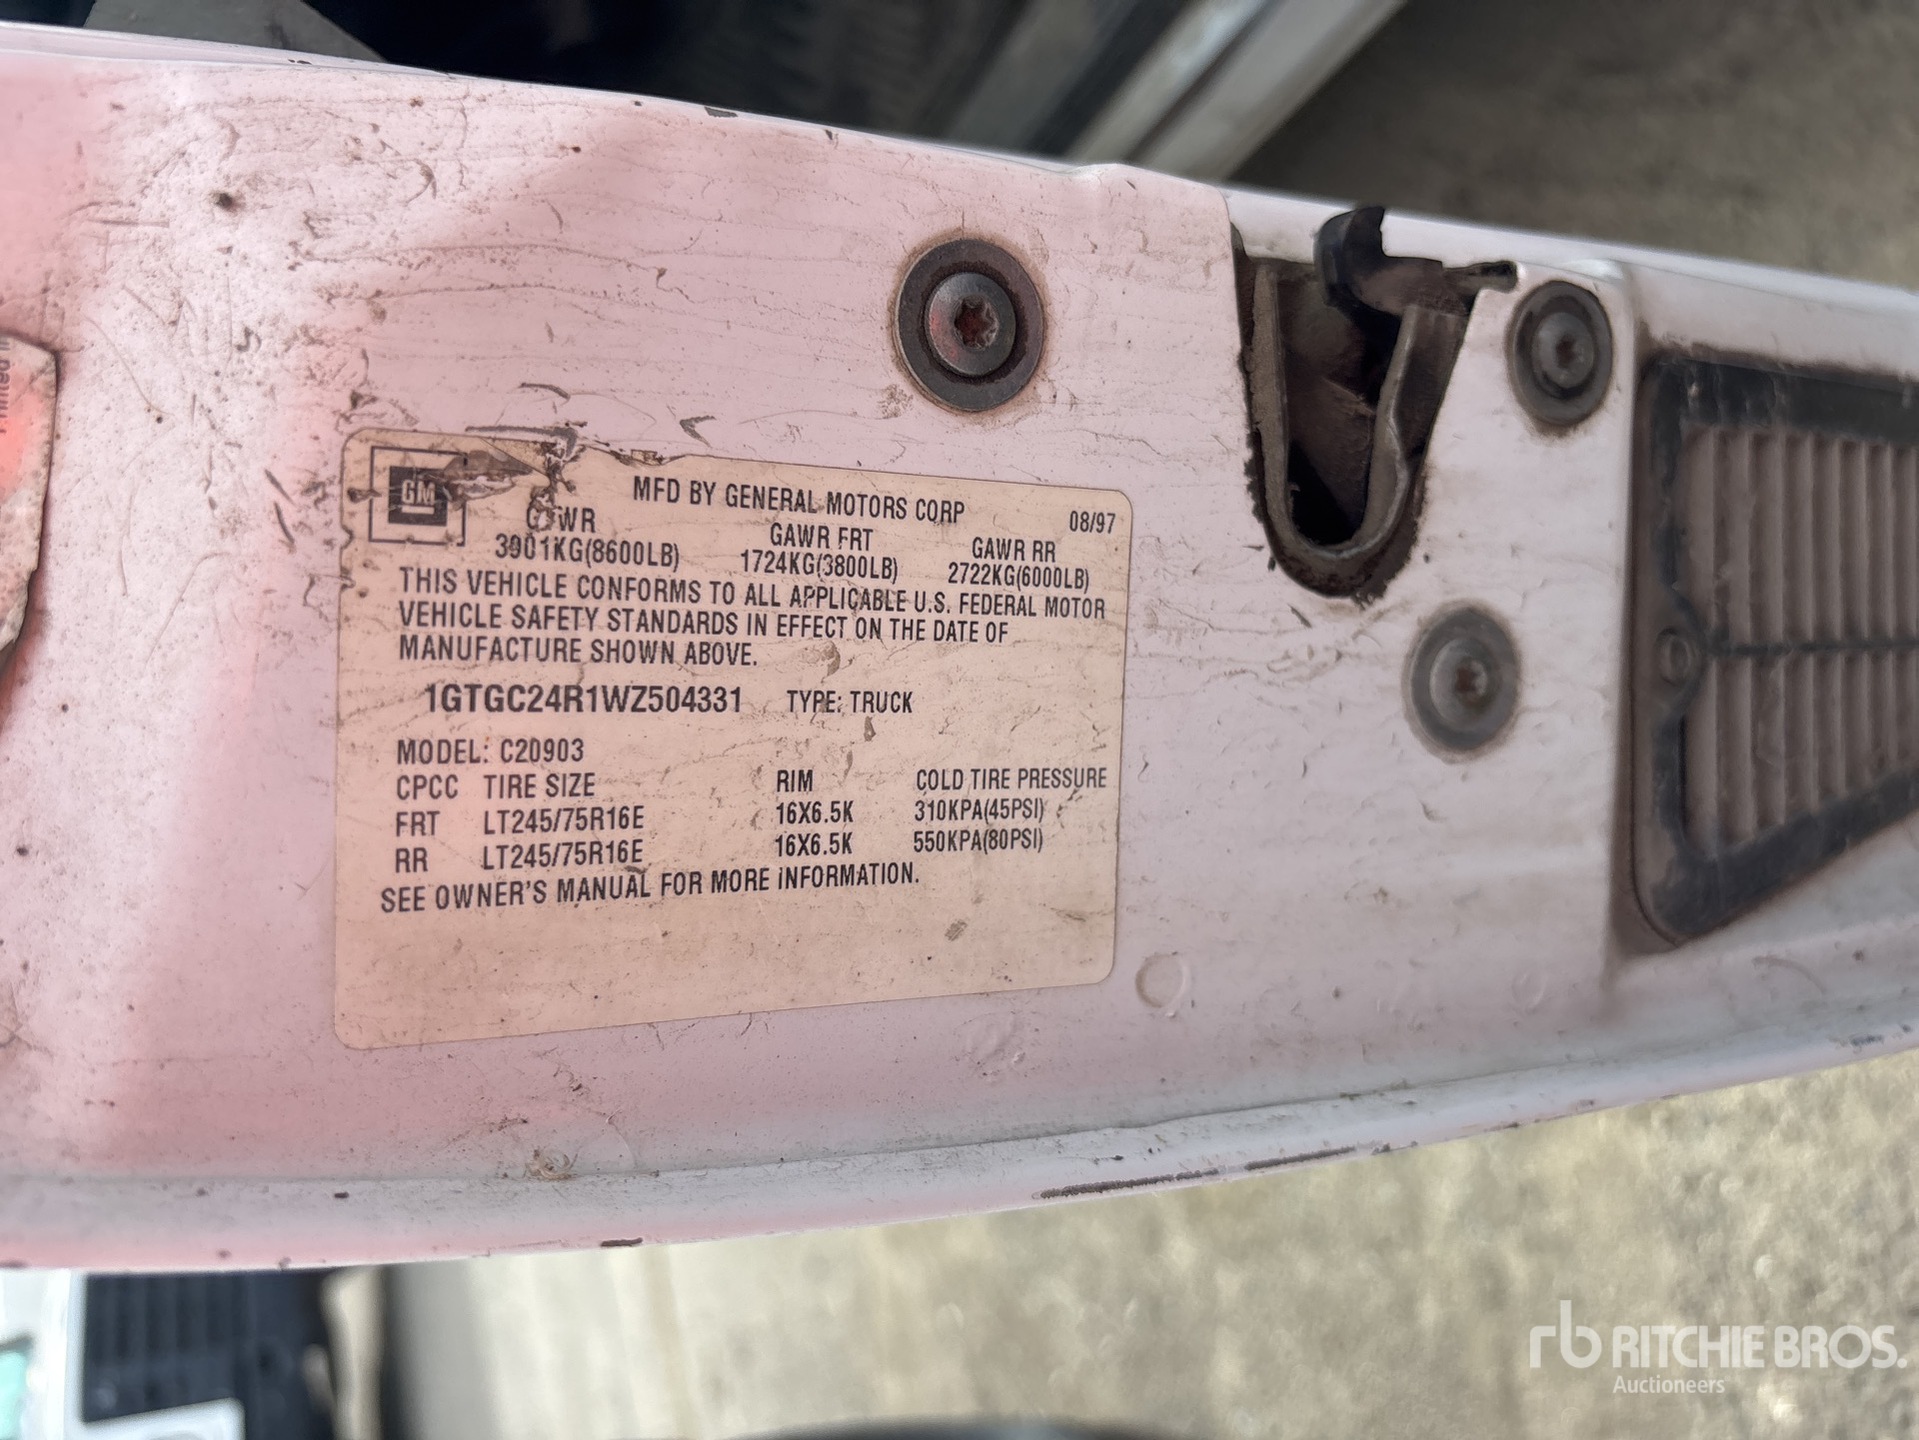 GM
MFD BY GENERAL MOTORS CORP 08/97
GVWR GAWR FRT GAWR RR
3901KG(8600LB) 1724KG(3800LB) 2722KG(6000LB)
THIS VEHICLE CONFORMS TO ALL APPLICABLE U.S. FEDERAL MOTOR
VEHICLE SAFETY STANDARDS IN EFFECT ON THE DATE OF
MANUFACTURE SHOWN ABOVE.
1GTGC24R1WZ504331 TYPE: TRUCK
MODEL: C20903
CPCC TIRE SIZE RIM COLD TIRE PRESSURE
FRT LT245/75R16E 16X6.5K 310KPA(45PSI)
RR LT245/75R16E 16X6.5K 550KPA(80PSI)
SEE OWNER'S MANUAL FOR MORE INFORMATION.
rb RITCHIE BROS.
Auctioneers